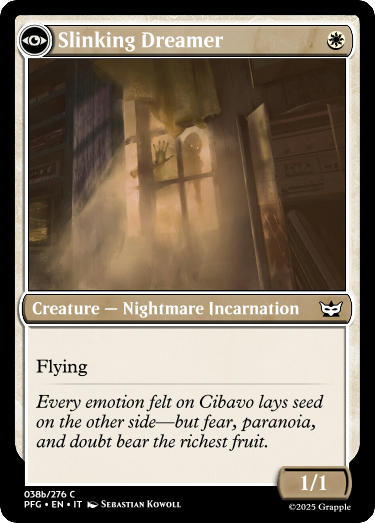 Slinking Dreamer
Creature — Nightmare Incarnation
Flying
Every emotion felt on Cibavo lays seed
on the other side—but fear, paranoia,
and doubt bear the richest fruit.
1/1
038b/276 C
PFG • EN • IT Sebastian Kowoll
©2025 Grapple